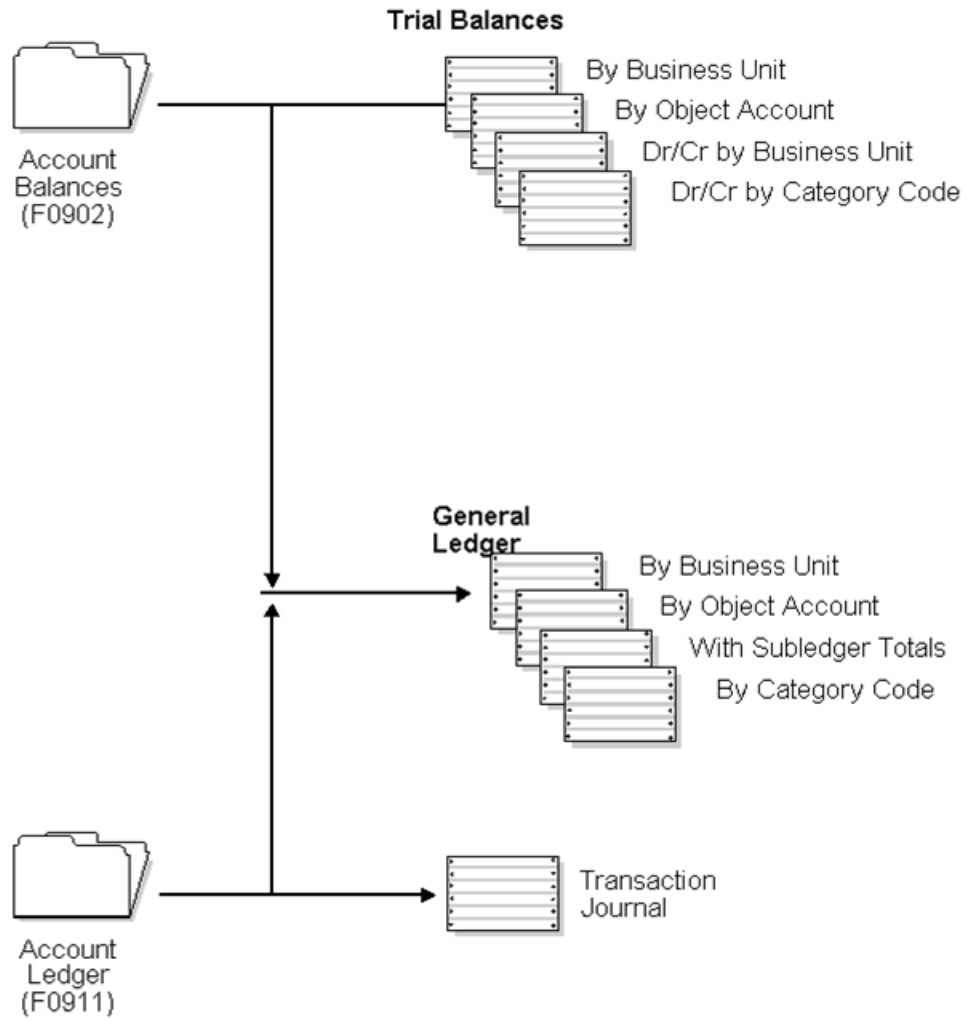 Trial Balances
By Business Unit
By Object Account
Dr/Cr by Business Unit
Dr/Cr by Category Code
Account
Balances
(F0902)
General
Ledger
By Business Unit
By Object Account
With Subledger Totals
By Category Code
Account
Ledger
(F0911)
Transaction
Journal